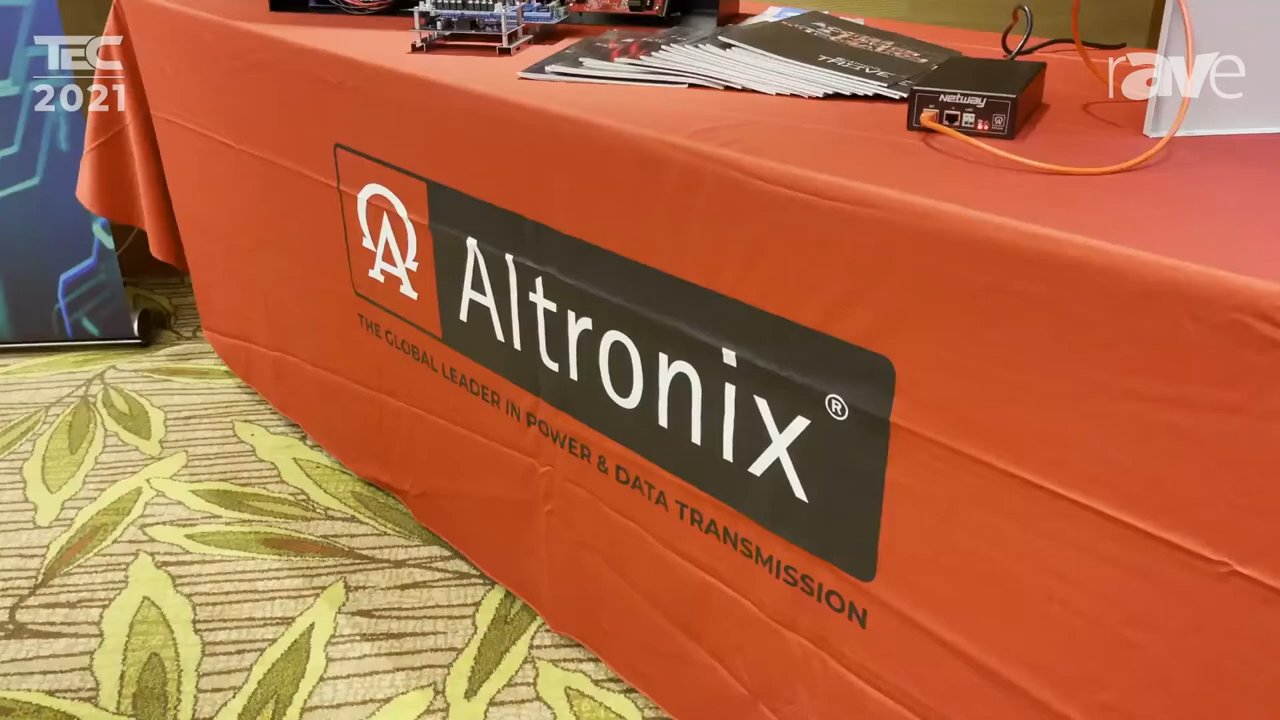 TEC
2021
rAVe
NETWAY
Altronix®
THE GLOBAL LEADER IN POWER & DATA TRANSMISSION